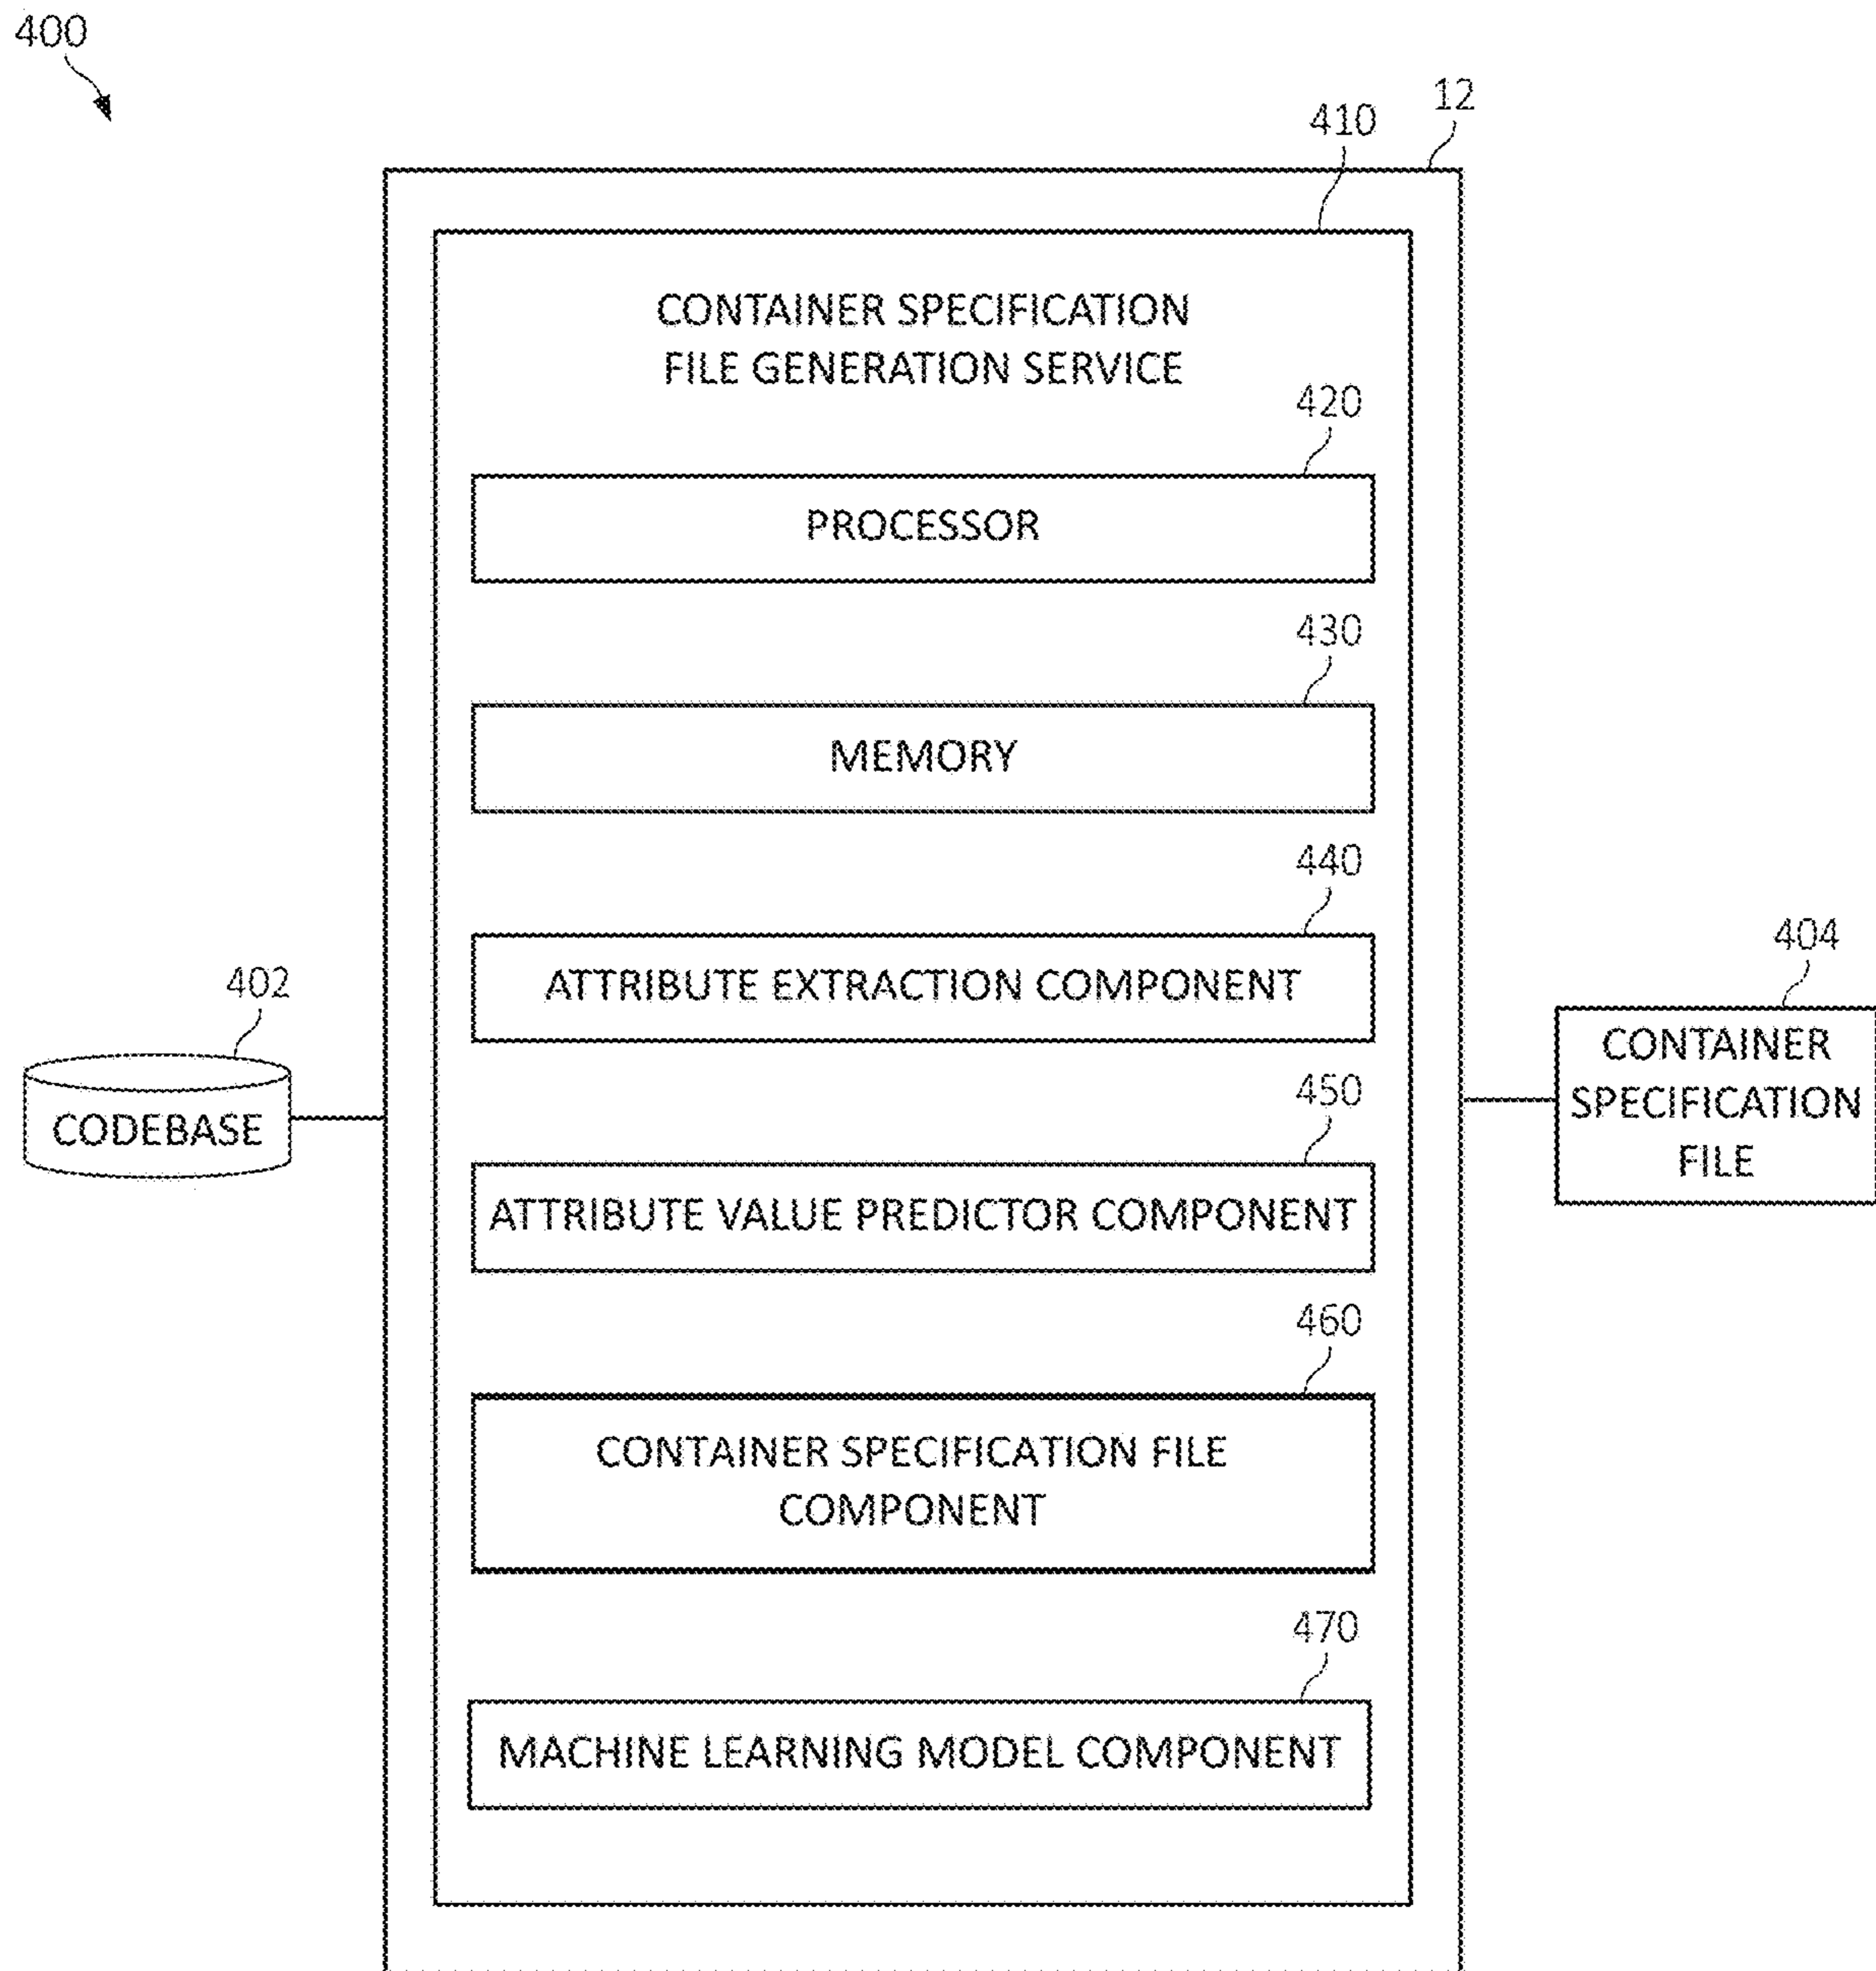 400
12
410
CONTAINER SPECIFICATION
FILE GENERATION SERVICE
420
PROCESSOR
430
MEMORY
440
ATTRIBUTE EXTRACTION COMPONENT
404
402
CONTAINER
SPECIFICATION
FILE
CODEBASE
450
ATTRIBUTE VALUE PREDICTOR COMPONENT
460
CONTAINER SPECIFICATION FILE
COMPONENT
470
MACHINE LEARNING MODEL COMPONENT